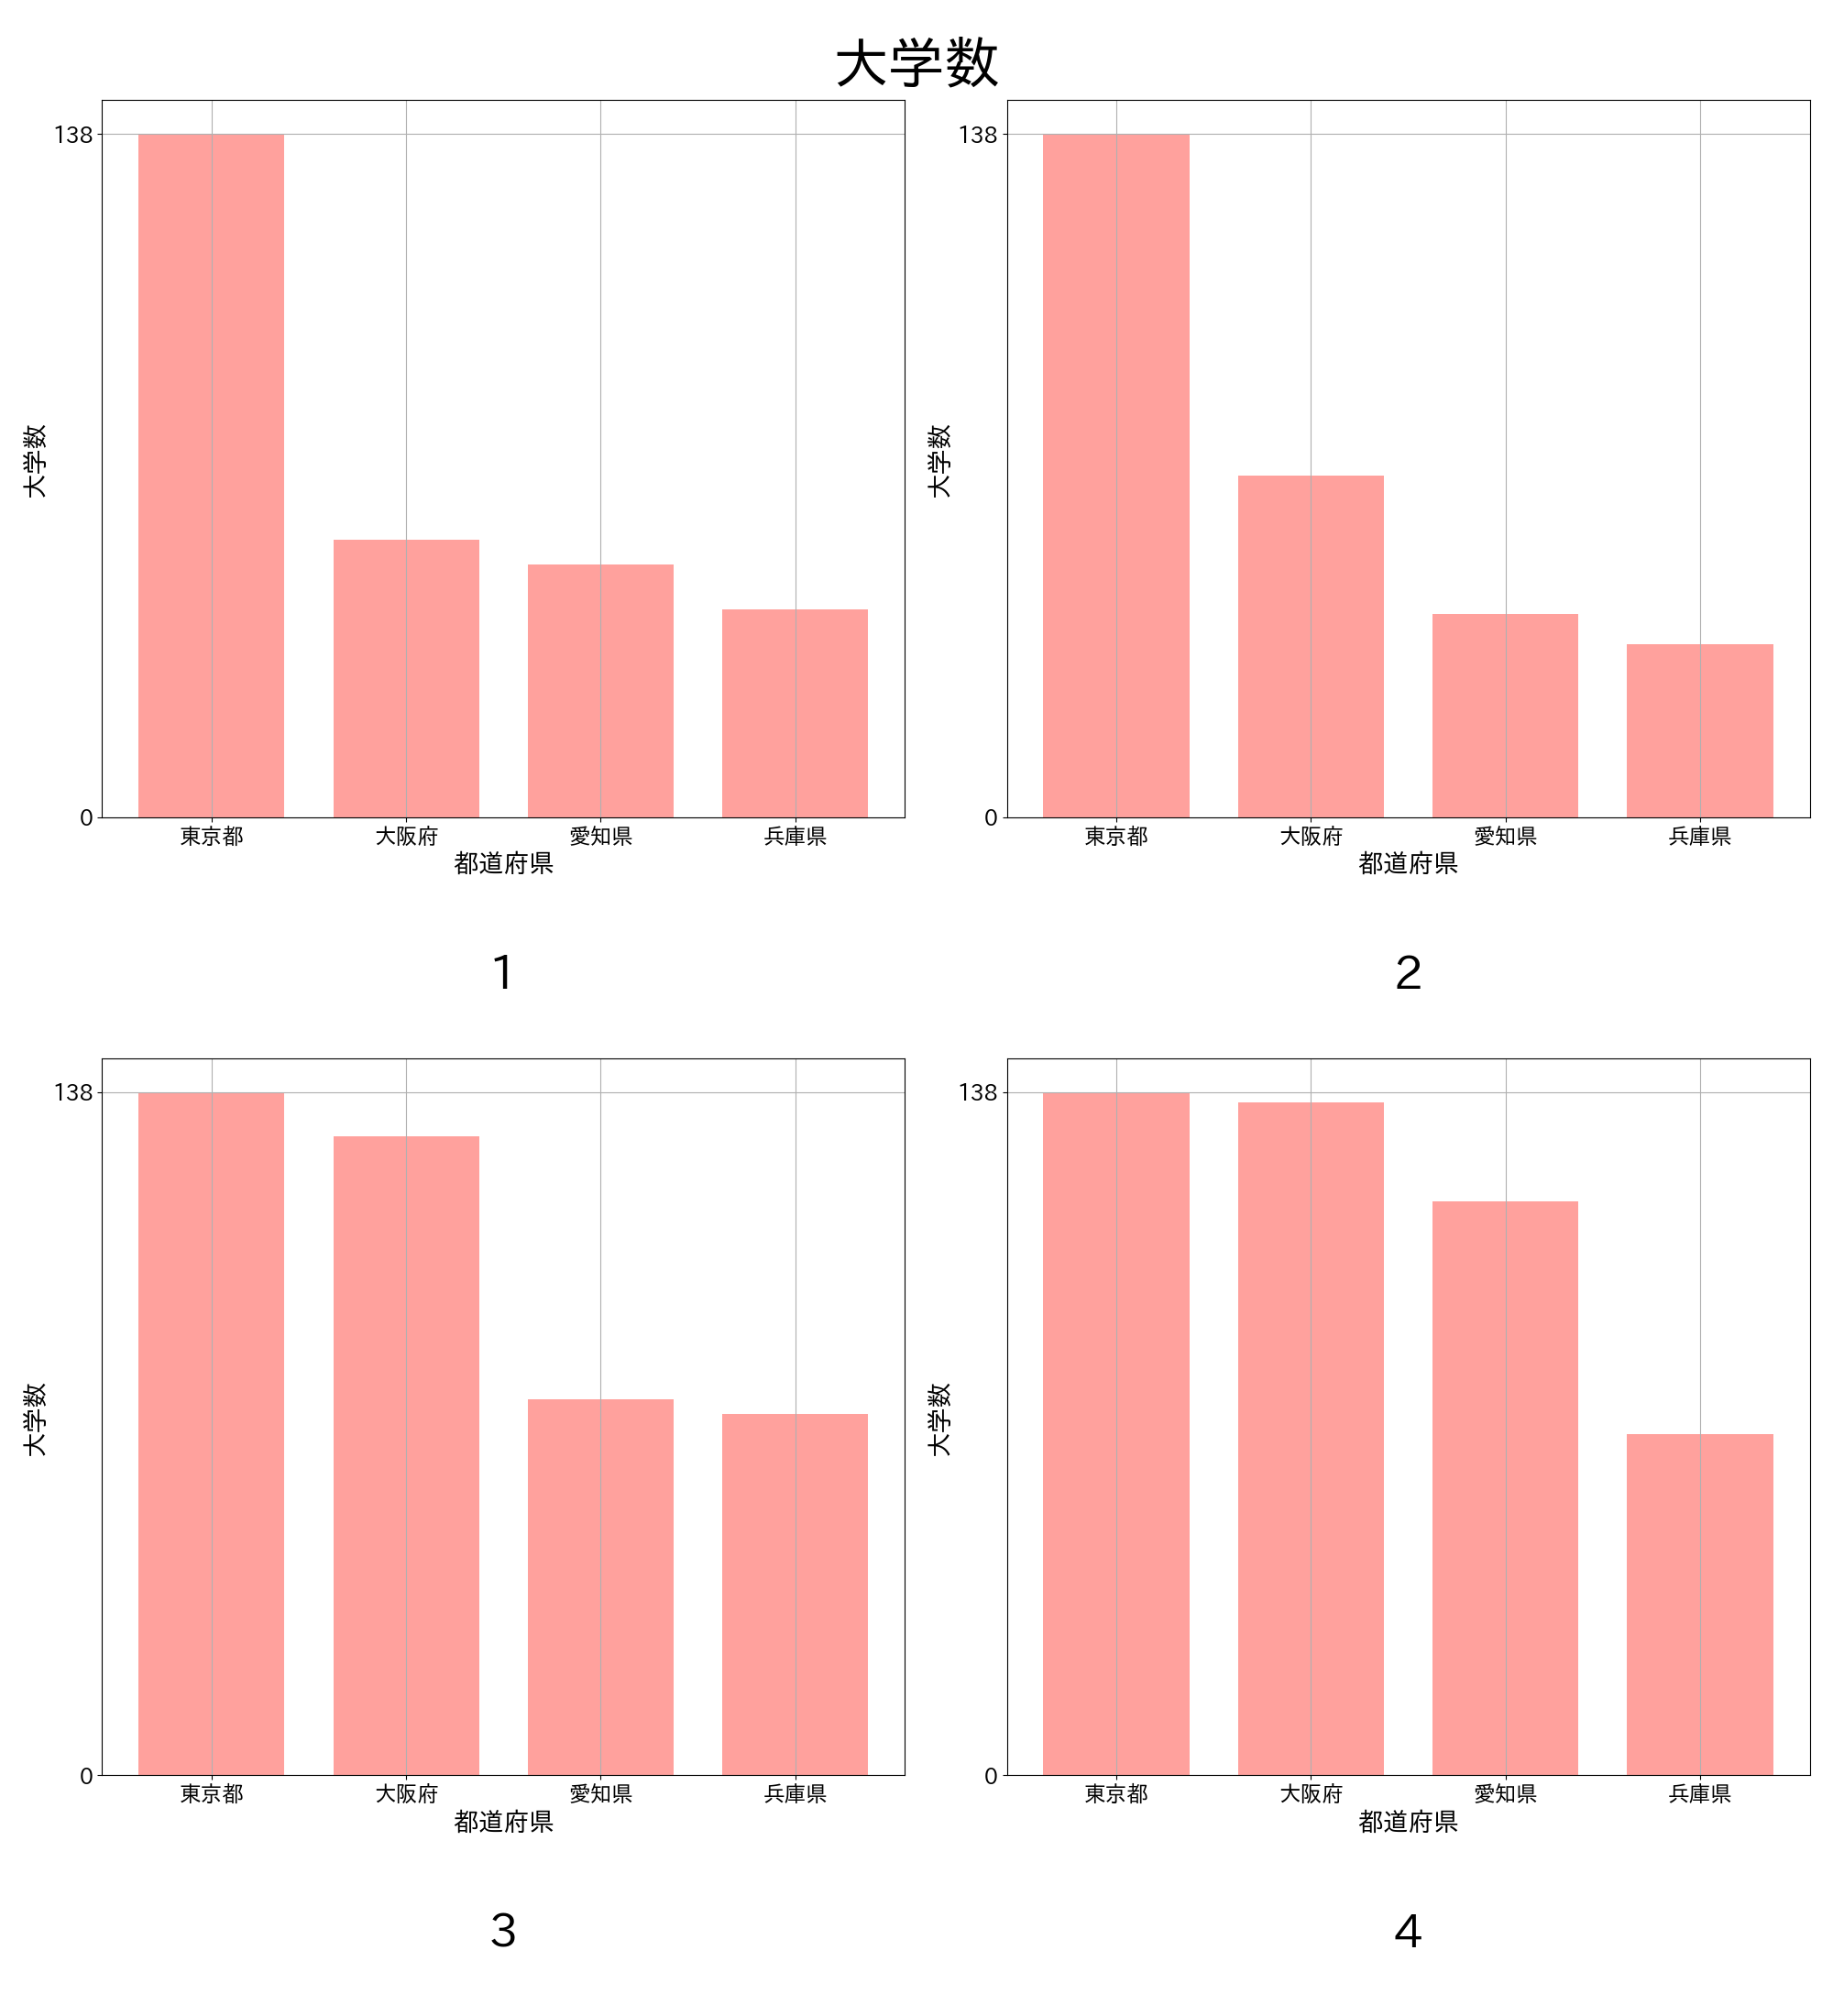 大学数
138
0
大学数
東京都 大阪府 愛知県 兵庫県
都道府県
1
138
0
大学数
東京都 大阪府 愛知県 兵庫県
都道府県
2
138
0
大学数
東京都 大阪府 愛知県 兵庫県
都道府県
3
138
0
大学数
東京都 大阪府 愛知県 兵庫県
都道府県
4